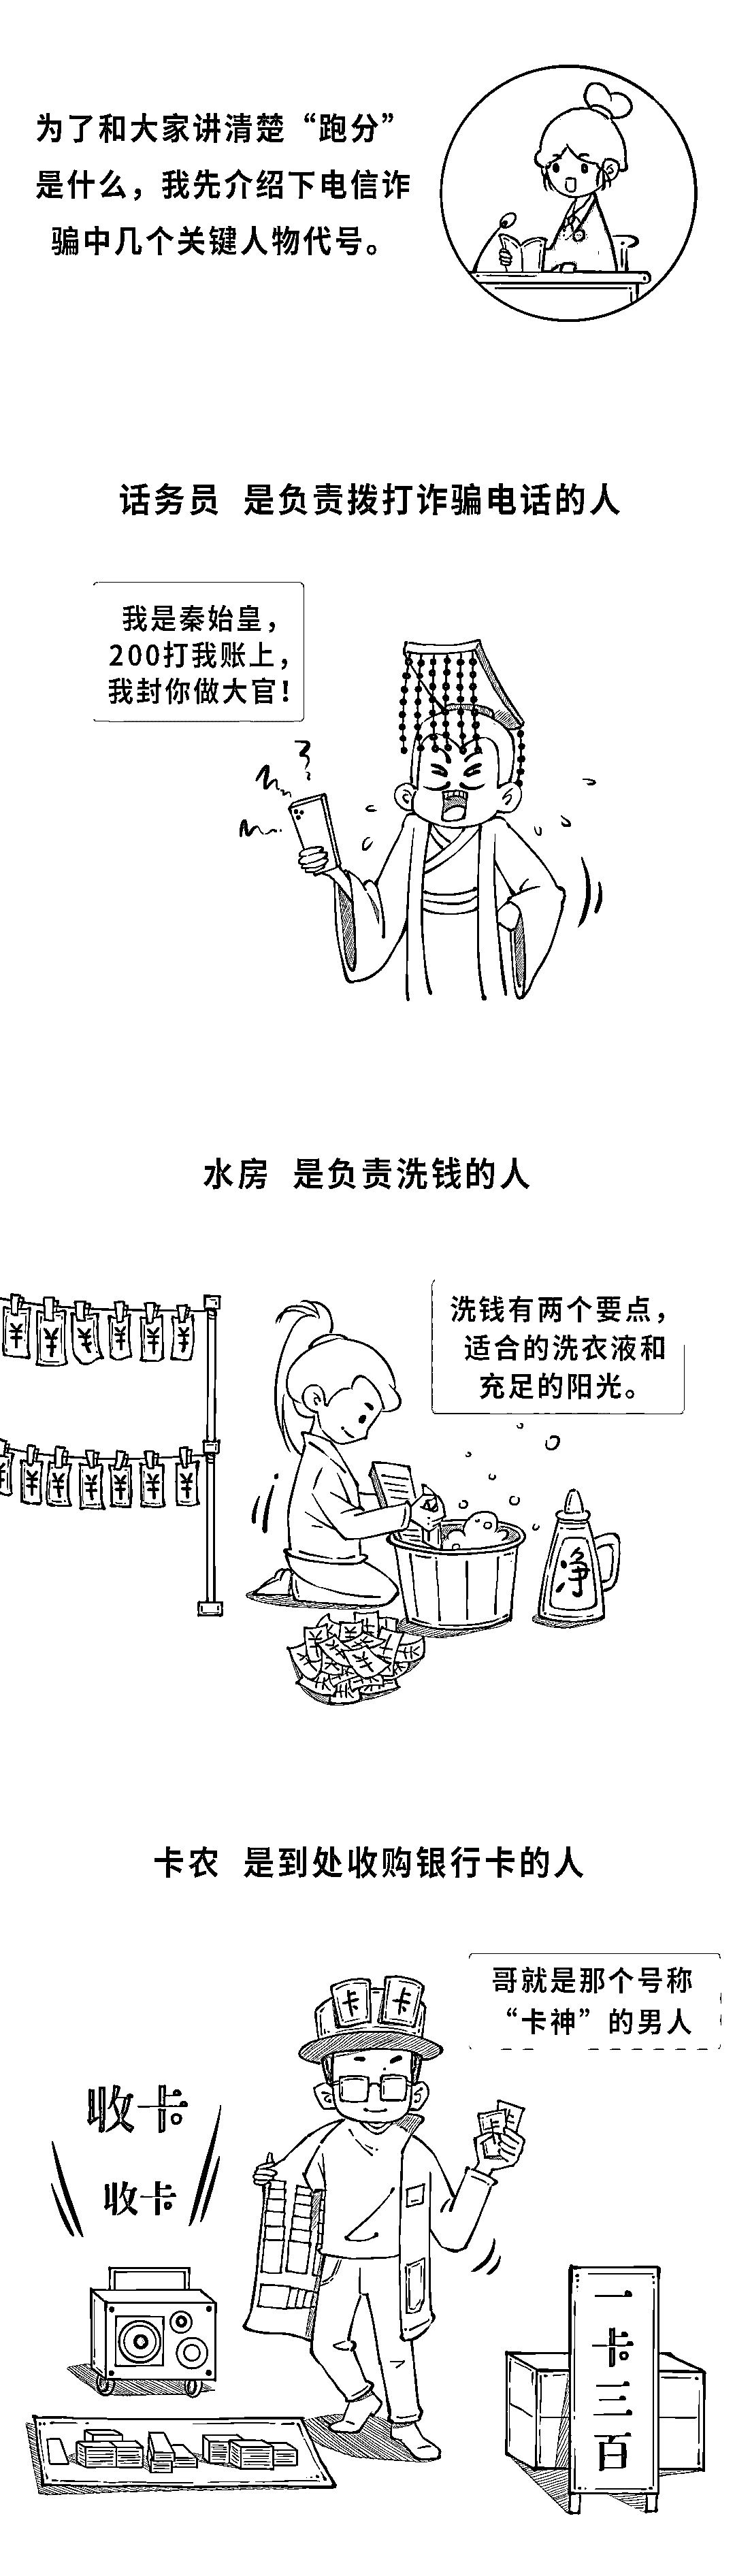 为了和大家讲清楚“跑分”
是什么，我先介绍下电信诈
骗中几个关键人物代号。
话务员 是负责拨打诈骗电话的人
我是秦始皇，
200打我账上，
我封你做大官！
水房 是负责洗钱的人
洗钱有两个要点，
适合的洗衣液和
充足的阳光。
¥ ¥ ¥ ¥ ¥ ¥
¥ ¥ ¥ ¥ ¥ ¥ ¥
净
卡农 是到处收购银行卡的人
哥就是那个号称
“卡神”的男人
卡 卡
收卡
收卡
一卡三百